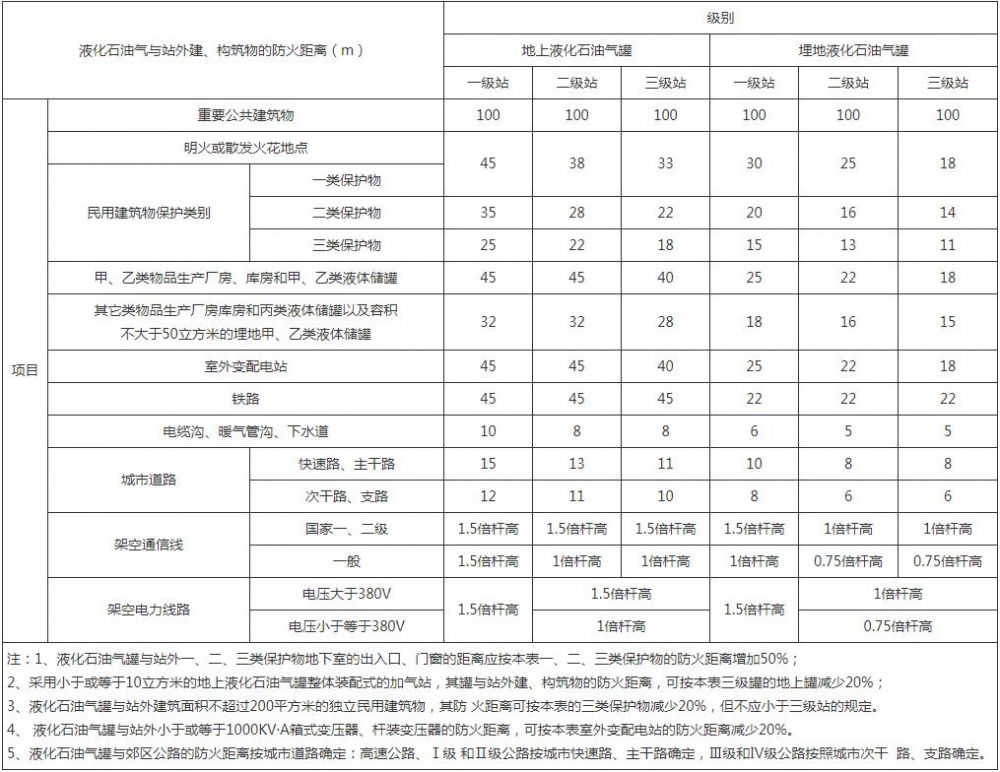 液化石油气与站外建、构筑物的防火距离（m） 级别
地上液化石油气罐 埋地液化石油气罐
一级站 二级站 三级站 一级站 二级站 三级站
项目
重要公共建筑物 100 100 100 100 100 100
明火或散发火花地点 45 38 33 30 25 18
民用建筑物保护类别 一类保护物
二类保护物 35 28 22 20 16 14
三类保护物 25 22 18 15 13 11
甲、乙类物品生产厂房、库房和甲、乙类液体储罐 45 45 40 25 22 18
其它类物品生产厂房库房和丙类液体储罐以及容积
不大于50立方米的埋地甲、乙类液体储罐 32 32 28 18 16 15
室外变配电站 45 45 40 25 22 18
铁路 45 45 45 22 22 22
电缆沟、暖气管沟、下水道 10 8 8 6 5 5
城市道路 快速路、主干路 15 13 11 10 8 8
次干路、支路 12 11 10 8 6 6
架空通信线 国家一、二级 1.5倍杆高 1.5倍杆高 1.5倍杆高 1.5倍杆高 1倍杆高 1倍杆高
一般 1.5倍杆高 1倍杆高 1倍杆高 1倍杆高 0.75倍杆高 0.75倍杆高
架空电力线路 电压大于380V 1.5倍杆高 1.5倍杆高 1.5倍杆高 1倍杆高
电压小于等于380V 1倍杆高 0.75倍杆高
注：1、液化石油气罐与站外一、二、三类保护物地下室的出入口、门窗的距离应按本表一、二、三类保护物的防火距离增加50%；
2、采用小于或等于10立方米的地上液化石油气罐整体装配式的加气站，其罐与站外建、构筑物的防火距离，可按本表三级罐的地上罐减少20%；
3、液化石油气罐与站外建筑面积不超过200平方米的独立民用建筑物，其防 火距离可按本表的三类保护物减少20%，但不应小于三级站的规定。
4、 液化石油气罐与站外小于或等于1000KV·A箱式变压器、杆装变压器的防火距离，可按本表室外变配电站的防火距离减少20%。
5、液化石油气罐与郊区公路的防火距离按城市道路确定：高速公路、Ⅰ级 和Ⅱ级公路按城市快速路、主干路确定，Ⅲ级和Ⅳ级公路按照城市次干 路、支路确定。